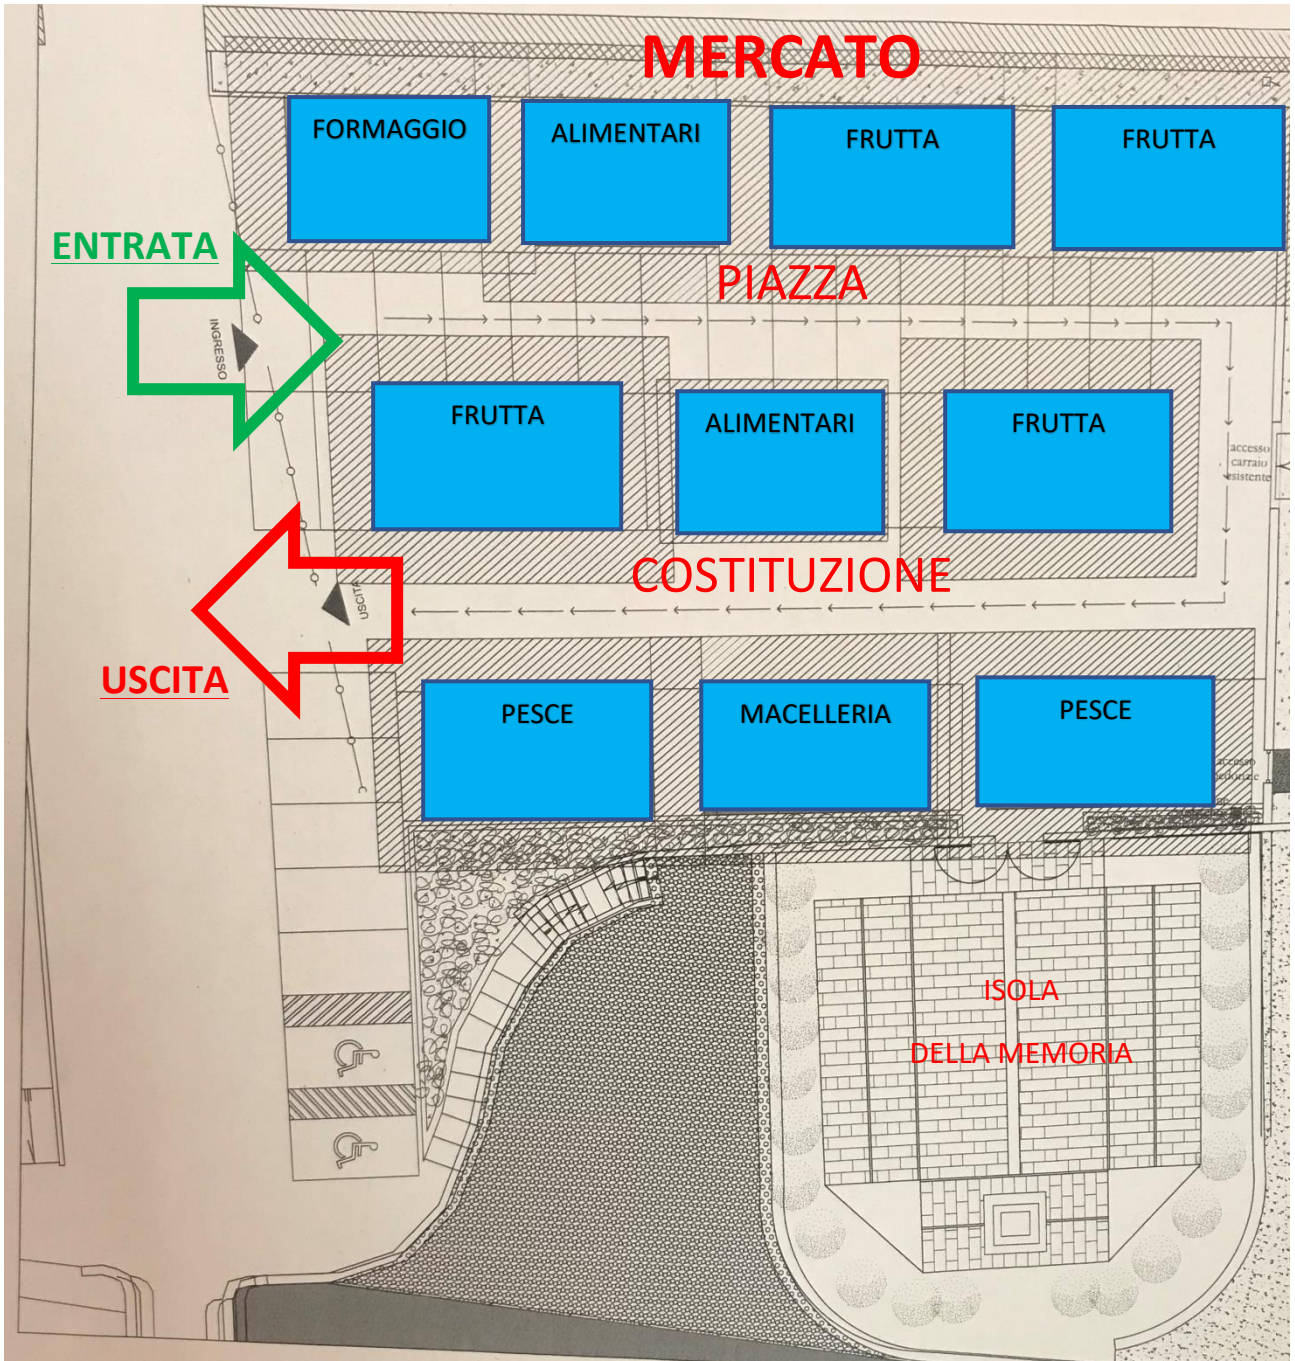 MERCATO
FORMAGGIO
ALIMENTARI
FRUTTA
FRUTTA
ENTRATA
PIAZZA
INGRESSO
FRUTTA
ALIMENTARI
FRUTTA
accesso
carraio
esistente
COSTITUZIONE
USCITA
USCITA
PESCE
MACELLERIA
PESCE
accesso
ISOLA
DELLA MEMORIA